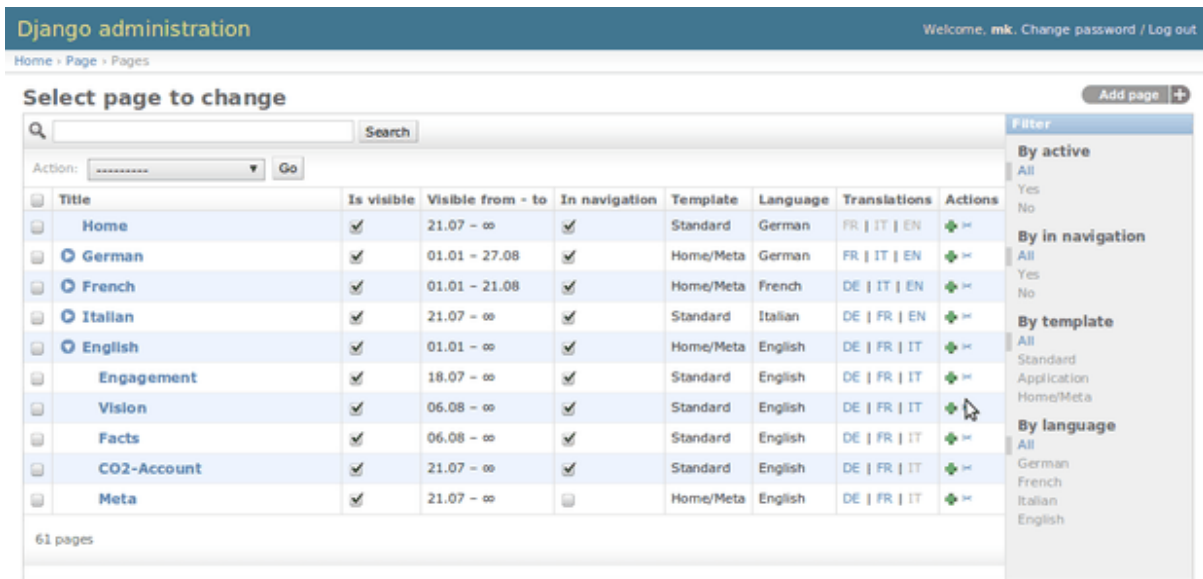 Django administration
Welcome, mk. Change password / Log out
Home › Page › Pages
Select page to change
Add page
Search
Action: --------- Go
Title Is visible Visible from - to In navigation Template Language Translations Actions
Home 21.07 – ∞ Standard German FR | IT | EN
German 01.01 – 27.08 Home/Meta German FR | IT | EN
French 01.01 – 21.08 Home/Meta French DE | IT | EN
Italian 21.07 – ∞ Standard Italian DE | FR | EN
English 01.01 – ∞ Home/Meta English DE | FR | IT
Engagement 18.07 – ∞ Standard English DE | FR | IT
Vision 06.08 – ∞ Standard English DE | FR | IT
Facts 06.08 – ∞ Standard English DE | FR | IT
CO2-Account 21.07 – ∞ Standard English DE | FR | IT
Meta 21.07 – ∞ Home/Meta English DE | FR | IT
61 pages
Filter
By active
All
Yes
No
By in navigation
All
Yes
No
By template
All
Standard
Application
Home/Meta
By language
All
German
French
Italian
English